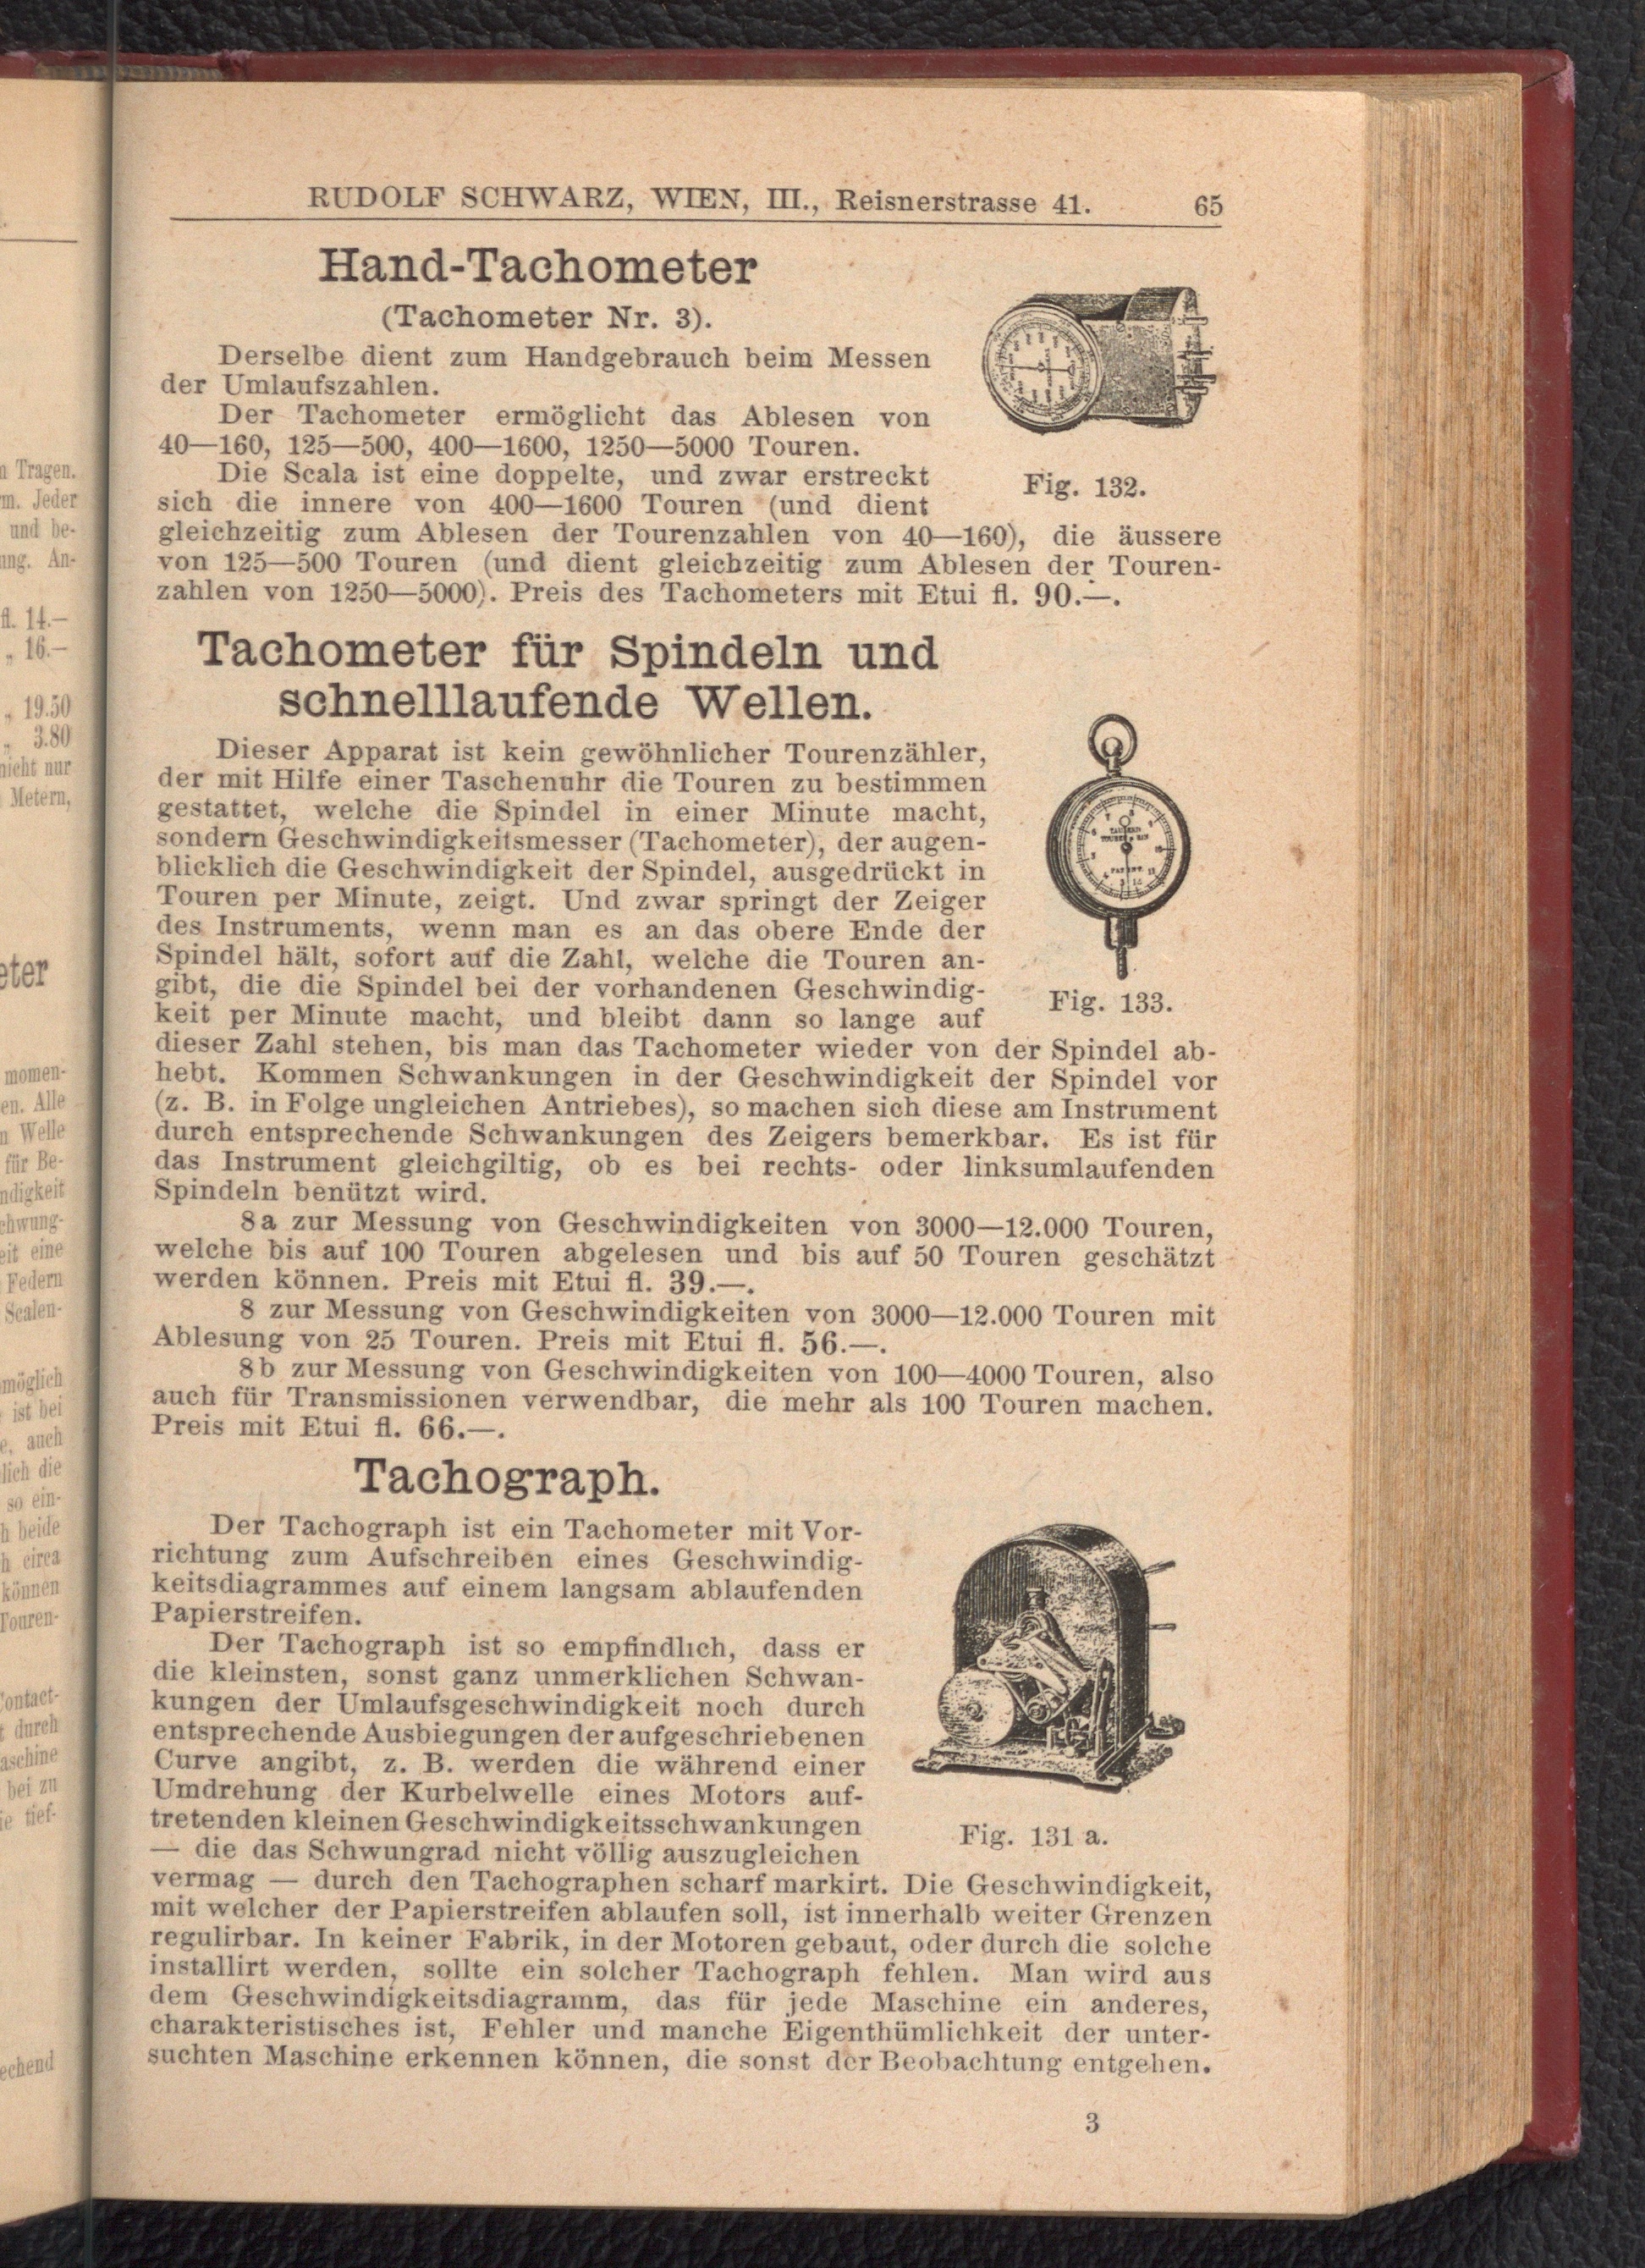 RUDOLF SCHWARZ, WIEN, III., Reisnerstrasse 41. 65
Hand-Tachometer
(Tachometer Nr. 3).
Derselbe dient zum Handgebrauch beim Messen
der Umlaufszahlen.
Der Tachometer ermöglicht das Ablesen von
40—160, 125—500, 400—1600, 1250—5000 Touren.
Die Scala ist eine doppelte, und zwar erstreckt
sich die innere von 400—1600 Touren (und dient
gleichzeitig zum Ablesen der Tourenzahlen von 40—160), die äussere
von 125—500 Touren (und dient gleichzeitig zum Ablesen der Touren-
zahlen von 1250—5000). Preis des Tachometers mit Etui fl. 90.—.
Fig. 132.
Tachometer für Spindeln und
schnelllaufende Wellen.
Dieser Apparat ist kein gewöhnlicher Tourenzähler,
der mit Hilfe einer Taschenuhr die Touren zu bestimmen
gestattet, welche die Spindel in einer Minute macht,
sondern Geschwindigkeitsmesser (Tachometer), der augen-
blicklich die Geschwindigkeit der Spindel, ausgedrückt in
Touren per Minute, zeigt. Und zwar springt der Zeiger
des Instruments, wenn man es an das obere Ende der
Spindel hält, sofort auf die Zahl, welche die Touren an-
gibt, die die Spindel bei der vorhandenen Geschwindig-
keit per Minute macht, und bleibt dann so lange auf
dieser Zahl stehen, bis man das Tachometer wieder von der Spindel ab-
hebt. Kommen Schwankungen in der Geschwindigkeit der Spindel vor
(z. B. in Folge ungleichen Antriebes), so machen sich diese am Instrument
durch entsprechende Schwankungen des Zeigers bemerkbar. Es ist für
das Instrument gleichgiltig, ob es bei rechts- oder linksumlaufenden
Spindeln benützt wird.
Fig. 133.
8a zur Messung von Geschwindigkeiten von 3000—12.000 Touren,
welche bis auf 100 Touren abgelesen und bis auf 50 Touren geschätzt
werden können. Preis mit Etui fl. 39.—.
8 zur Messung von Geschwindigkeiten von 3000—12.000 Touren mit
Ablesung von 25 Touren. Preis mit Etui fl. 56.—.
8b zur Messung von Geschwindigkeiten von 100—4000 Touren, also
auch für Transmissionen verwendbar, die mehr als 100 Touren machen.
Preis mit Etui fl. 66.—.
Tachograph.
Der Tachograph ist ein Tachometer mit Vor-
richtung zum Aufschreiben eines Geschwindig-
keitsdiagrammes auf einem langsam ablaufenden
Papierstreifen.
Der Tachograph ist so empfindlich, dass er
die kleinsten, sonst ganz unmerklichen Schwan-
kungen der Umlaufsgeschwindigkeit noch durch
entsprechende Ausbiegungen der aufgeschriebenen
Curve angibt, z. B. werden die während einer
Umdrehung der Kurbelwelle eines Motors auf-
tretenden kleinen Geschwindigkeitsschwankungen
— die das Schwungrad nicht völlig auszugleichen
vermag — durch den Tachographen scharf markirt. Die Geschwindigkeit,
mit welcher der Papierstreifen ablaufen soll, ist innerhalb weiter Grenzen
regulirbar. In keiner Fabrik, in der Motoren gebaut, oder durch die solche
installirt werden, sollte ein solcher Tachograph fehlen. Man wird aus
dem Geschwindigkeitsdiagramm, das für jede Maschine ein anderes,
charakteristisches ist, Fehler und manche Eigenthümlichkeit der unter-
suchten Maschine erkennen können, die sonst der Beobachtung entgehen.
Fig. 131 a.
3